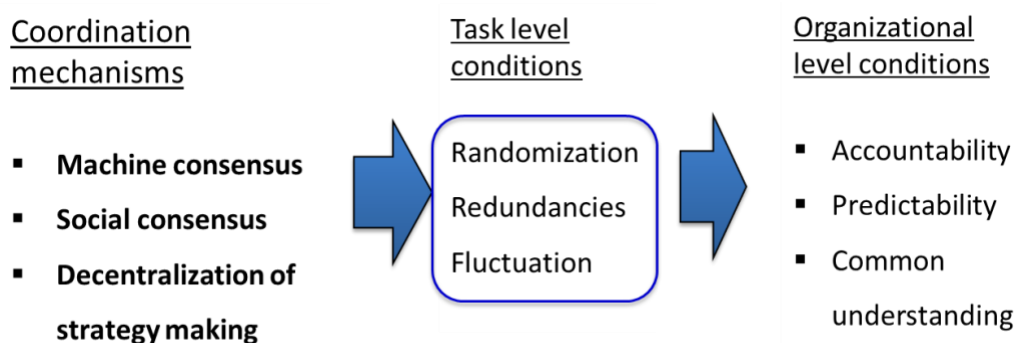 Coordination
mechanisms
▪ Machine consensus
▪ Social consensus
▪ Decentralization of
strategy making
Task level
conditions
Randomization
Redundancies
Fluctuation
Organizational
level conditions
▪ Accountability
▪ Predictability
▪ Common
understanding